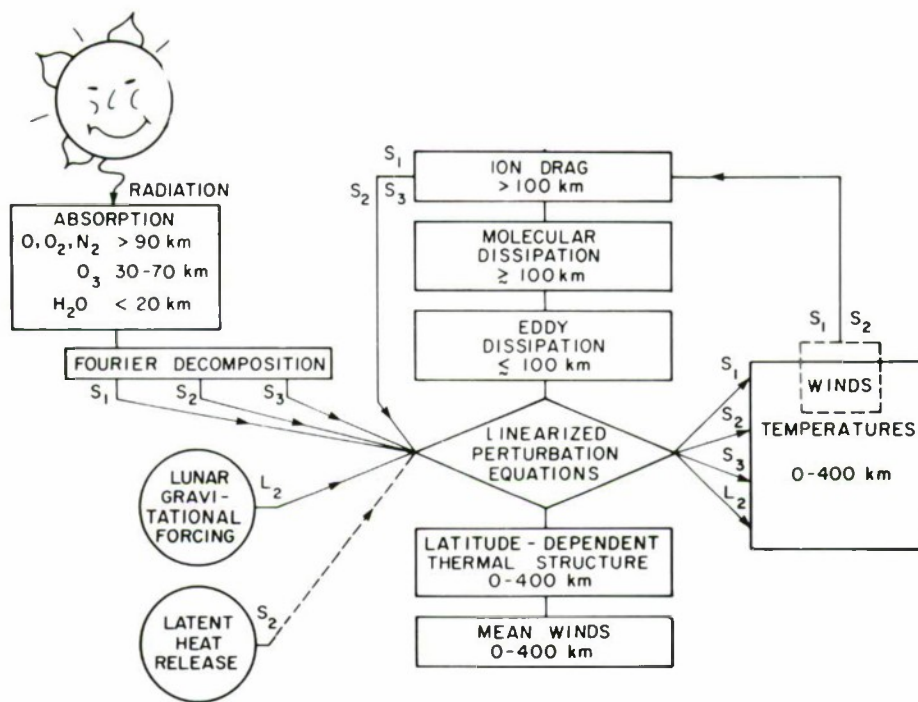 RADIATION
ABSORPTION
O, O₂, N₂ > 90 km
O₃ 30-70 km
H₂O < 20 km
FOURIER DECOMPOSITION
S₁ S₂ S₃
LUNAR
GRAVI-
TATIONAL
FORCING
L₂
LATENT
HEAT
RELEASE
S₂
S₁
S₂ S₃
ION DRAG
> 100 km
MOLECULAR
DISSIPATION
≳ 100 km
EDDY
DISSIPATION
≤ 100 km
LINEARIZED
PERTURBATION
EQUATIONS
LATITUDE - DEPENDENT
THERMAL STRUCTURE
0-400 km
MEAN WINDS
0-400 km
S₁
S₂
S₃
L₂
S₁ S₂
WINDS
TEMPERATURES
0-400 km